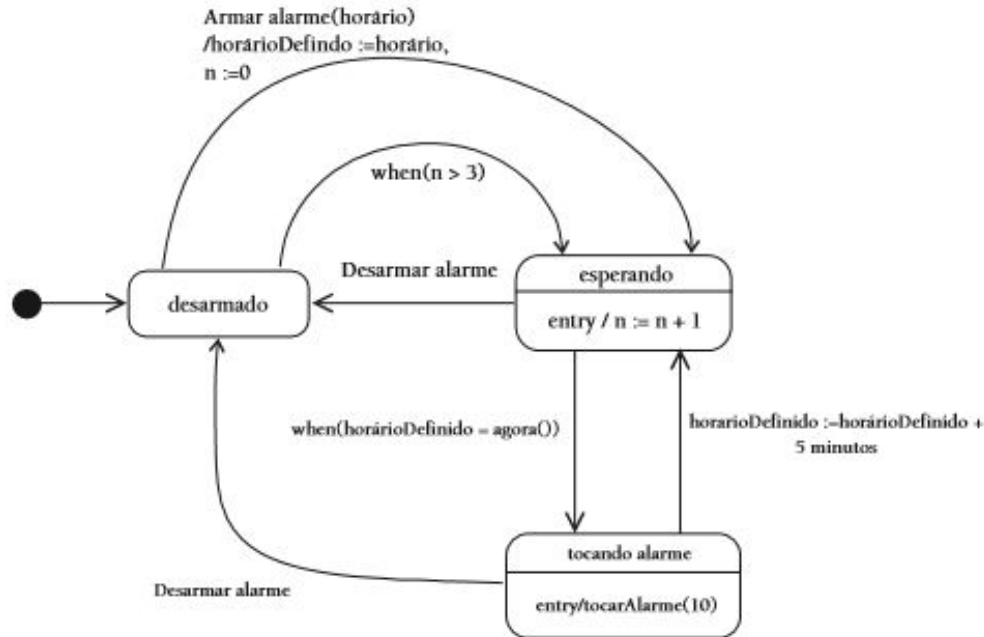 Armar alarme(horário)
/horárioDefindo :=horário,
n :=0
when(n > 3)
Desarmar alarme
esperando
desarmado
entry / n := n + 1
when(horárioDefinido = agora())
horarioDefinido :=horárioDefinido +
5 minutos
tocando alarme
Desarmar alarme
entry/tocarAlarme(10)